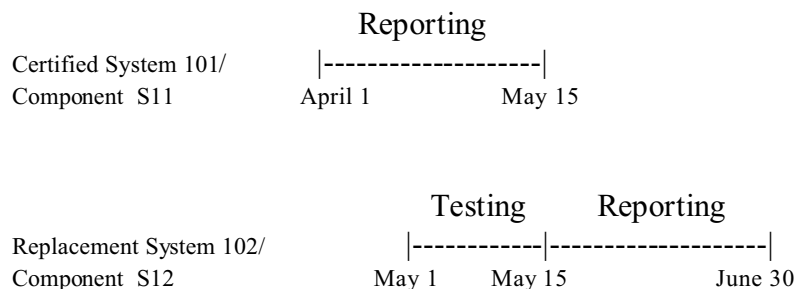 Reporting
Certified System 101/ |--------------------|
Component S11 April 1 May 15
Testing Reporting
Replacement System 102/ |------------|--------------------|
Component S12 May 1 May 15 June 30